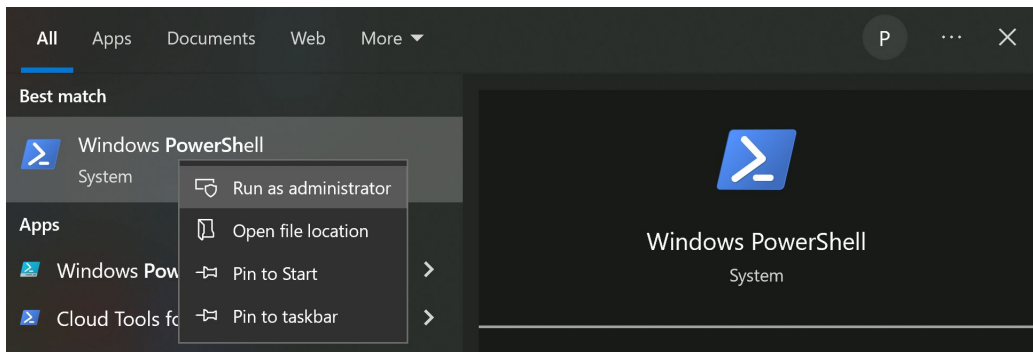 All Apps Documents Web More P ...
Best match
Windows PowerShell
System
Run as administrator
Apps
Open file location
Windows Pow
Pin to Start
Cloud Tools fo
Pin to taskbar
Windows PowerShell
System